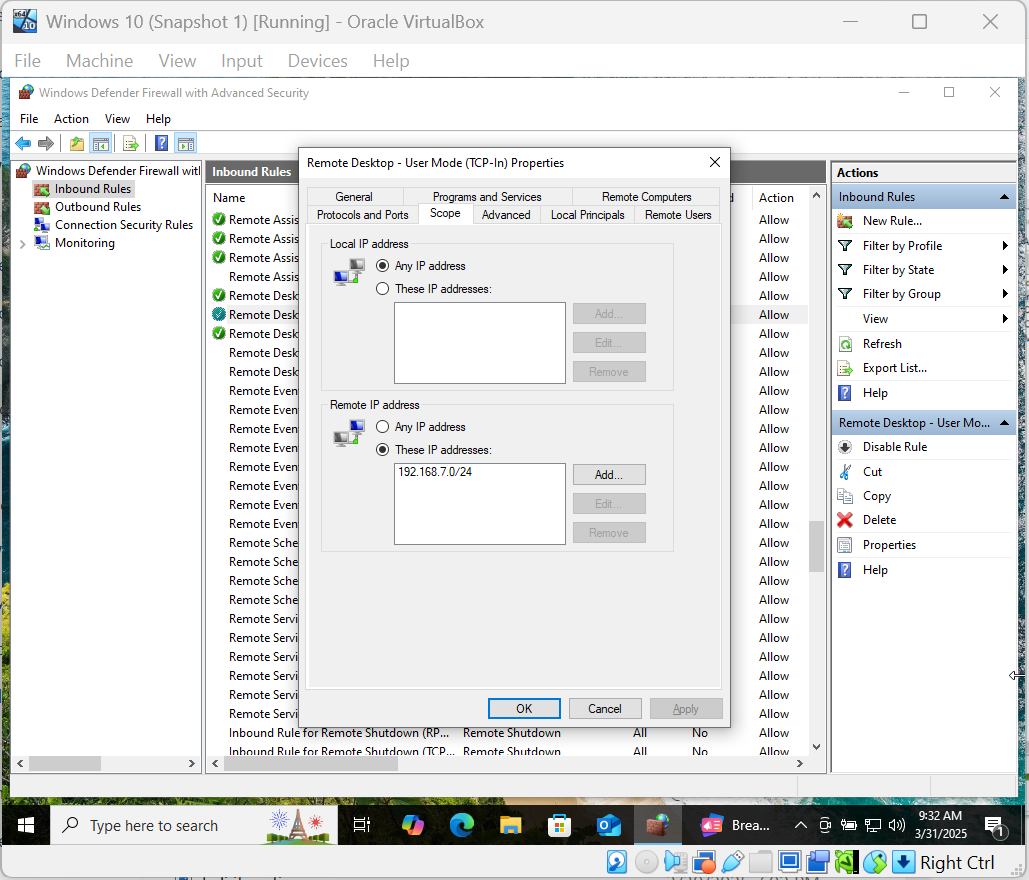 Windows 10 (Snapshot 1) [Running] - Oracle VirtualBox
File Machine View Input Devices Help
Windows Defender Firewall with Advanced Security
File Action View Help
Windows Defender Firewall with
Inbound Rules
Outbound Rules
Connection Security Rules
Monitoring
Inbound Rules
Name Action
Remote Assis Allow
Remote Assis Allow
Remote Assis Allow
Remote Assis Allow
Remote Desk Allow
Remote Desk Allow
Remote Desk Allow
Remote Desk Allow
Remote Desk Allow
Remote Even Allow
Remote Even Allow
Remote Even Allow
Remote Even Allow
Remote Even Allow
Remote Even Allow
Remote Even Allow
Remote Even Allow
Remote Sche Allow
Remote Sche Allow
Remote Sche Allow
Remote Sche Allow
Remote Servi Allow
Remote Servi Allow
Remote Servi Allow
Remote Servi Allow
Remote Servi Allow
Remote Servi Allow
Inbound Rule for Remote Shutdown (RP... Remote Shutdown All No Allow
Inbound Rule for Remote Shutdown (TCP... Remote Shutdown All No Allow
Remote Desktop - User Mode (TCP-In) Properties
General Programs and Services Remote Computers
Protocols and Ports Scope Advanced Local Principals Remote Users
Local IP address
Any IP address
These IP addresses:
Add...
Edit...
Remove
Remote IP address
Any IP address
These IP addresses:
192.168.7.0/24
Add...
Edit...
Remove
OK Cancel Apply
Actions
Inbound Rules
New Rule...
Filter by Profile
Filter by State
Filter by Group
View
Refresh
Export List...
Help
Remote Desktop - User Mo...
Disable Rule
Cut
Copy
Delete
Properties
Help
Type here to search
Brea...
9:32 AM
3/31/2025
1
Right Ctrl